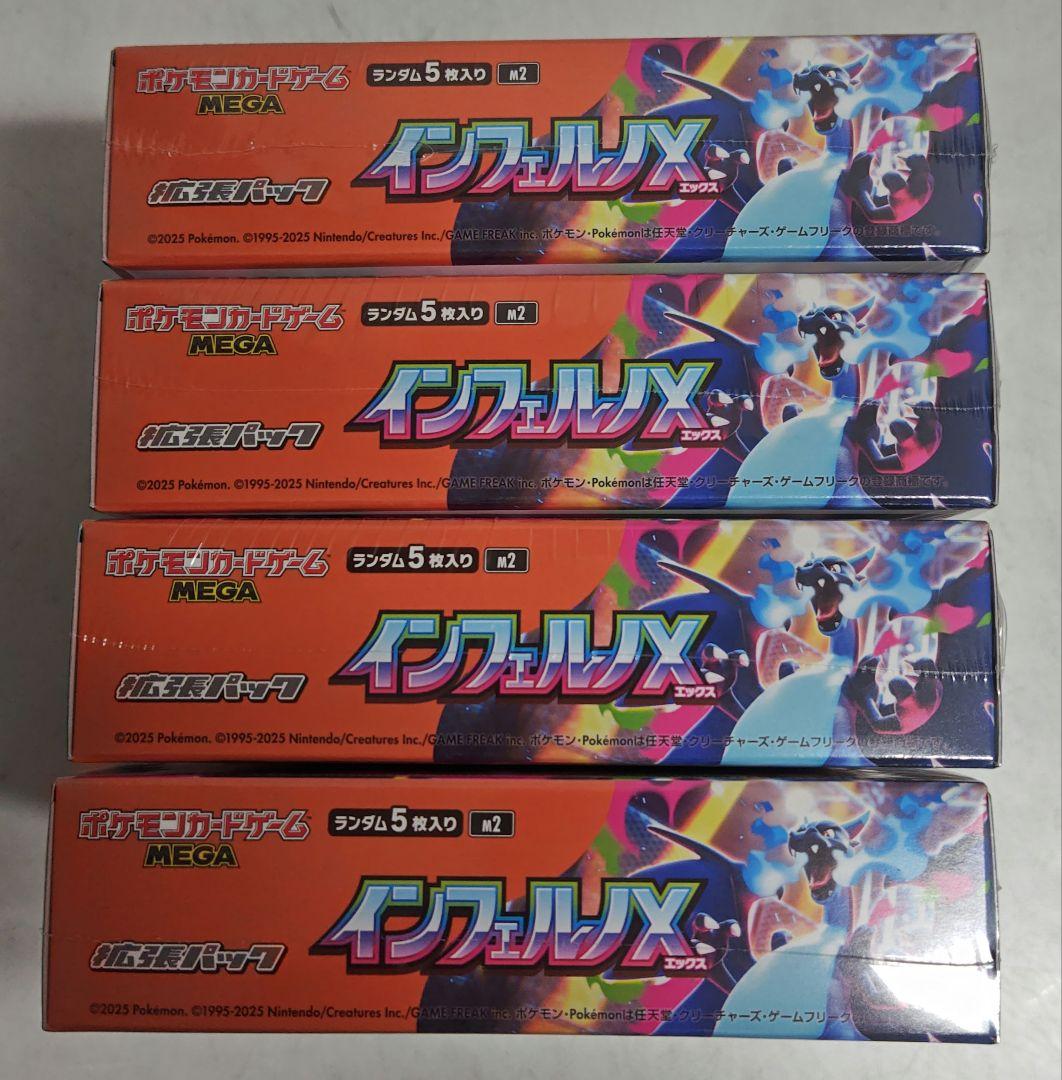 ポケモンカードゲーム ランダム5枚入り M2
MEGA
インフェルノX
エックス
拡張パック
©2025 Pokémon. ©1995-2025 Nintendo/Creatures Inc./GAME FREAK inc. ポケモン・Pokémonは任天堂・クリーチャーズ・ゲームフリークの登録商標です。
ポケモンカードゲーム ランダム5枚入り M2
MEGA
インフェルノX
エックス
拡張パック
©2025 Pokémon. ©1995-2025 Nintendo/Creatures Inc./GAME FREAK inc. ポケモン・Pokémonは任天堂・クリーチャーズ・ゲームフリークの登録商標です。
ポケモンカードゲーム ランダム5枚入り M2
MEGA
インフェルノX
エックス
拡張パック
©2025 Pokémon. ©1995-2025 Nintendo/Creatures Inc./GAME FREAK inc. ポケモン・Pokémonは任天堂・クリーチャーズ・ゲームフリークの登録商標です。
ポケモンカードゲーム ランダム5枚入り M2
MEGA
インフェルノX
エックス
拡張パック
©2025 Pokémon. ©1995-2025 Nintendo/Creatures Inc./GAME FREAK inc. ポケモン・Pokémonは任天堂・クリーチャーズ・ゲームフリークの